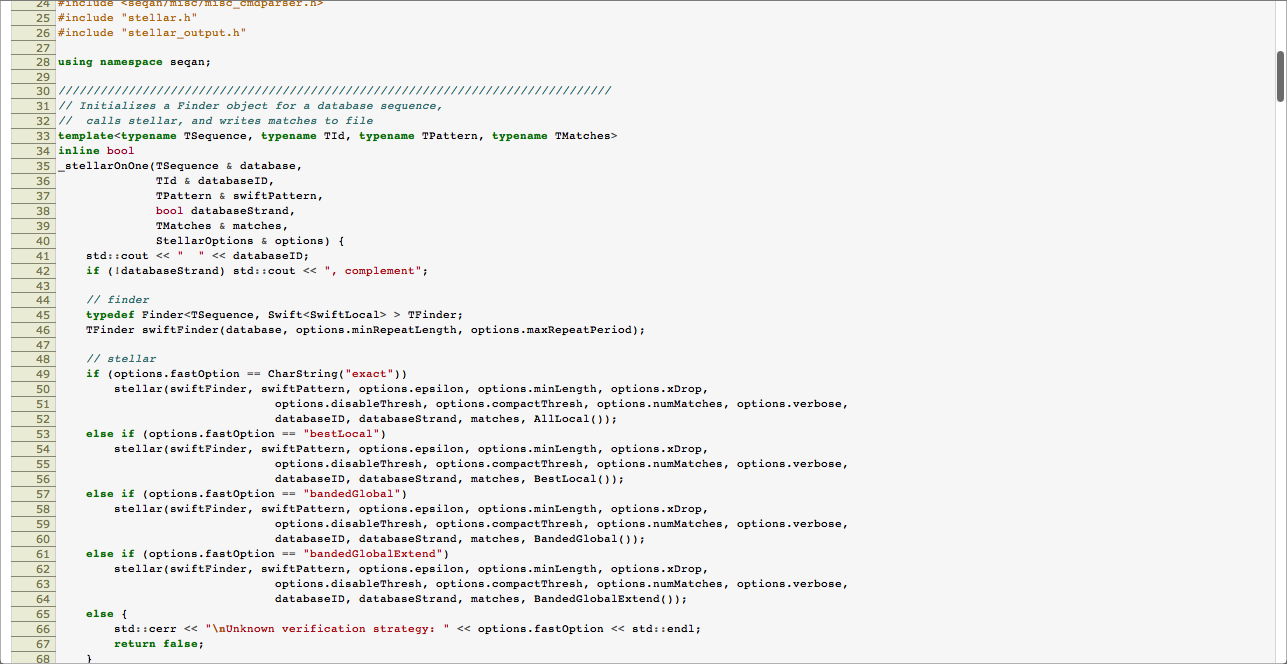 24 #include <seqan/misc/misc_cmdparser.h>
25 #include "stellar.h"
26 #include "stellar_output.h"
27
28 using namespace seqan;
29
30 ///////////////////////////////////////////////////////////////////////////////
31 // Initializes a Finder object for a database sequence,
32 //  calls stellar, and writes matches to file
33 template<typename TSequence, typename TId, typename TPattern, typename TMatches>
34 inline bool
35 _stellarOnOne(TSequence & database,
36               TId & databaseID,
37               TPattern & swiftPattern,
38               bool databaseStrand,
39               TMatches & matches,
40               StellarOptions & options) {
41     std::cout << "  " << databaseID;
42     if (!databaseStrand) std::cout << ", complement";
43
44     // finder
45     typedef Finder<TSequence, Swift<SwiftLocal> > TFinder;
46     TFinder swiftFinder(database, options.minRepeatLength, options.maxRepeatPeriod);
47
48     // stellar
49     if (options.fastOption == CharString("exact"))
50         stellar(swiftFinder, swiftPattern, options.epsilon, options.minLength, options.xDrop,
51                                options.disableThresh, options.compactThresh, options.numMatches, options.verbose,
52                                databaseID, databaseStrand, matches, AllLocal());
53     else if (options.fastOption == "bestLocal")
54         stellar(swiftFinder, swiftPattern, options.epsilon, options.minLength, options.xDrop,
55                                options.disableThresh, options.compactThresh, options.numMatches, options.verbose,
56                                databaseID, databaseStrand, matches, BestLocal());
57     else if (options.fastOption == "bandedGlobal")
58         stellar(swiftFinder, swiftPattern, options.epsilon, options.minLength, options.xDrop,
59                                options.disableThresh, options.compactThresh, options.numMatches, options.verbose,
60                                databaseID, databaseStrand, matches, BandedGlobal());
61     else if (options.fastOption == "bandedGlobalExtend")
62         stellar(swiftFinder, swiftPattern, options.epsilon, options.minLength, options.xDrop,
63                                options.disableThresh, options.compactThresh, options.numMatches, options.verbose,
64                                databaseID, databaseStrand, matches, BandedGlobalExtend());
65     else {
66         std::cerr << "\nUnknown verification strategy: " << options.fastOption << std::endl;
67         return false;
68     }